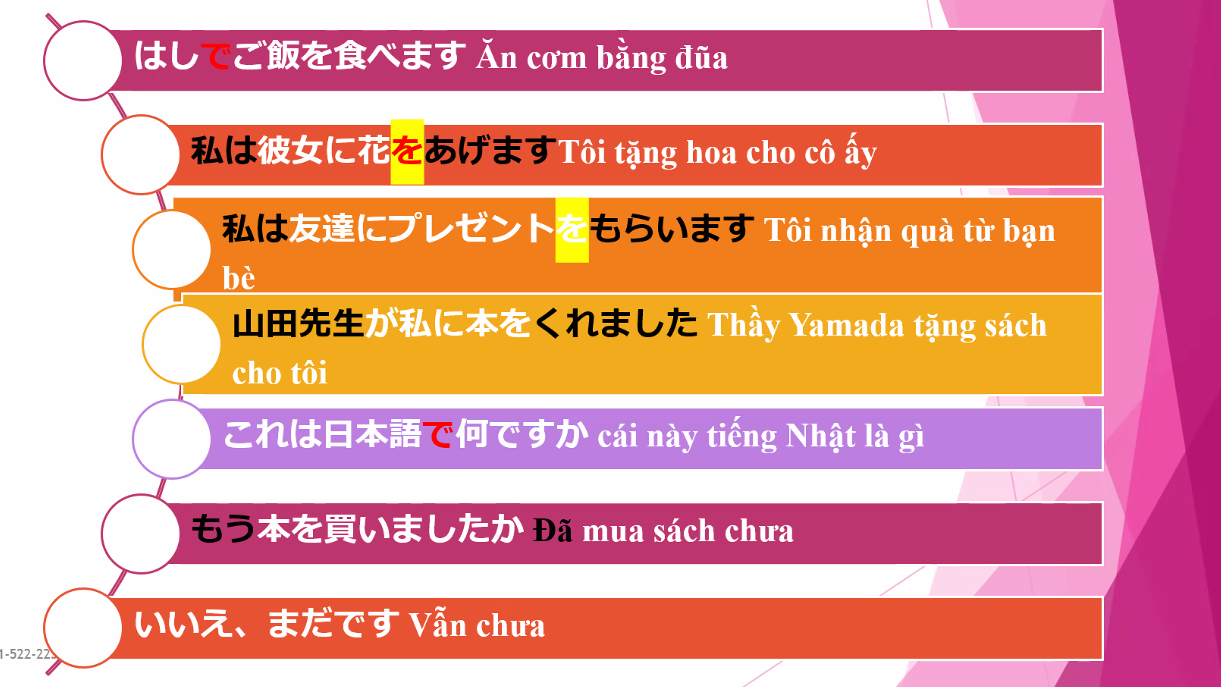 はしでご飯を食べます Ăn cơm bằng đũa
私は彼女に花をあげますTôi tặng hoa cho cô ấy
私は友達にプレゼントをもらいます Tôi nhận quà từ bạn
bè
山田先生が私に本をくれました Thầy Yamada tặng sách
cho tôi
これは日本語で何ですか cái này tiếng Nhật là gì
もう本を買いましたか Đã mua sách chưa
いいえ、まだです Vẫn chưa